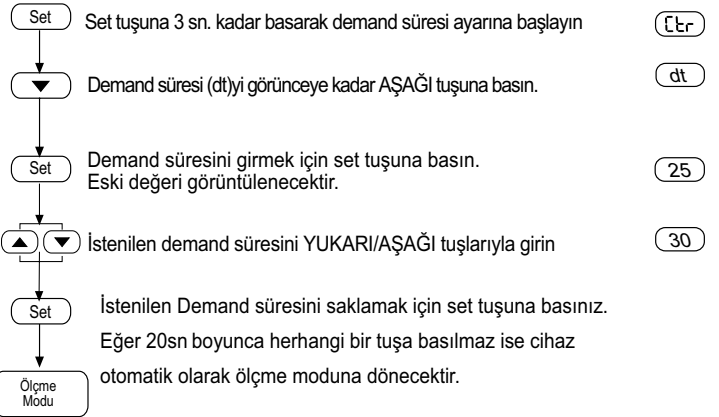 Set
Set tuşuna 3 sn. kadar basarak demand süresi ayarına başlayın
Ctr
Demand süresi (dt)yi görünceye kadar AŞAĞI tuşuna basın.
dt
Set
Demand süresini girmek için set tuşuna basın.
Eski değeri görüntülenecektir.
25
İstenilen demand süresini YUKARI/AŞAĞI tuşlarıyla girin
30
Set
İstenilen Demand süresini saklamak için set tuşuna basınız.
Eğer 20sn boyunca herhangi bir tuşa basılmaz ise cihaz
otomatik olarak ölçme moduna dönecektir.
Ölçme
Modu